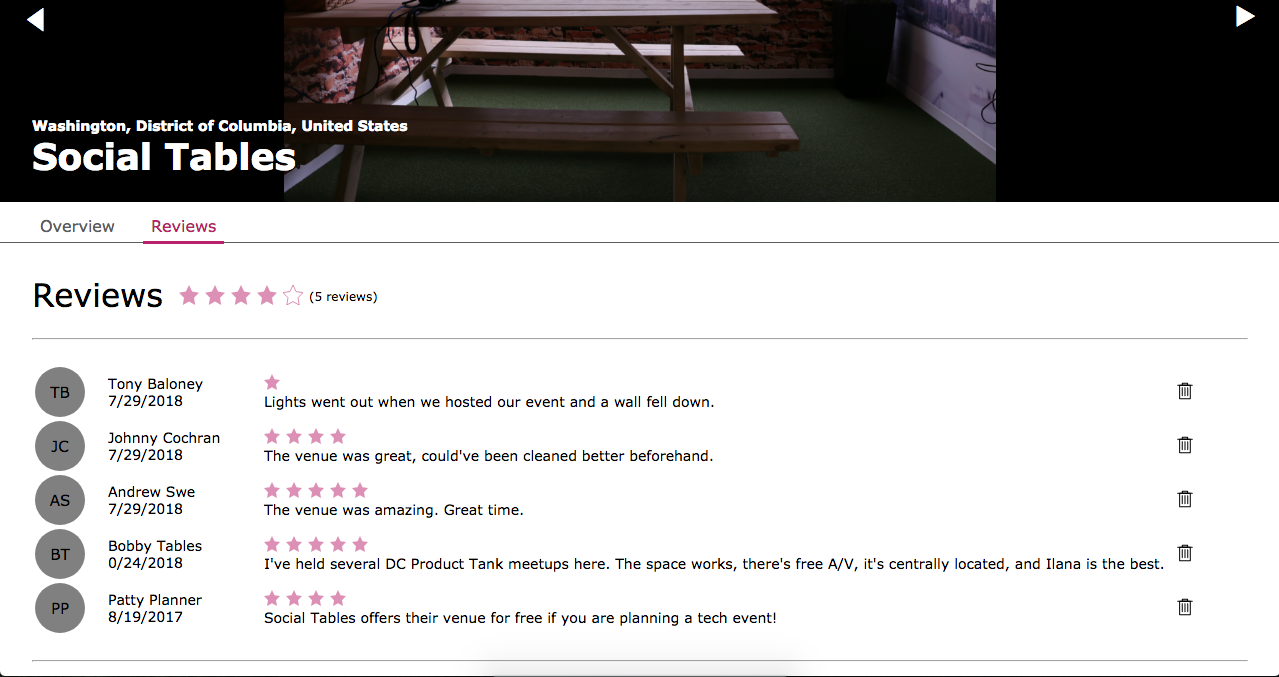 Washington, District of Columbia, United States
Social Tables
Overview Reviews
Reviews (5 reviews)
TB Tony Baloney
7/29/2018
Lights went out when we hosted our event and a wall fell down.
JC Johnny Cochran
7/29/2018
The venue was great, could've been cleaned better beforehand.
AS Andrew Swe
7/29/2018
The venue was amazing. Great time.
BT Bobby Tables
0/24/2018
I've held several DC Product Tank meetups here. The space works, there's free A/V, it's centrally located, and Ilana is the best.
PP Patty Planner
8/19/2017
Social Tables offers their venue for free if you are planning a tech event!